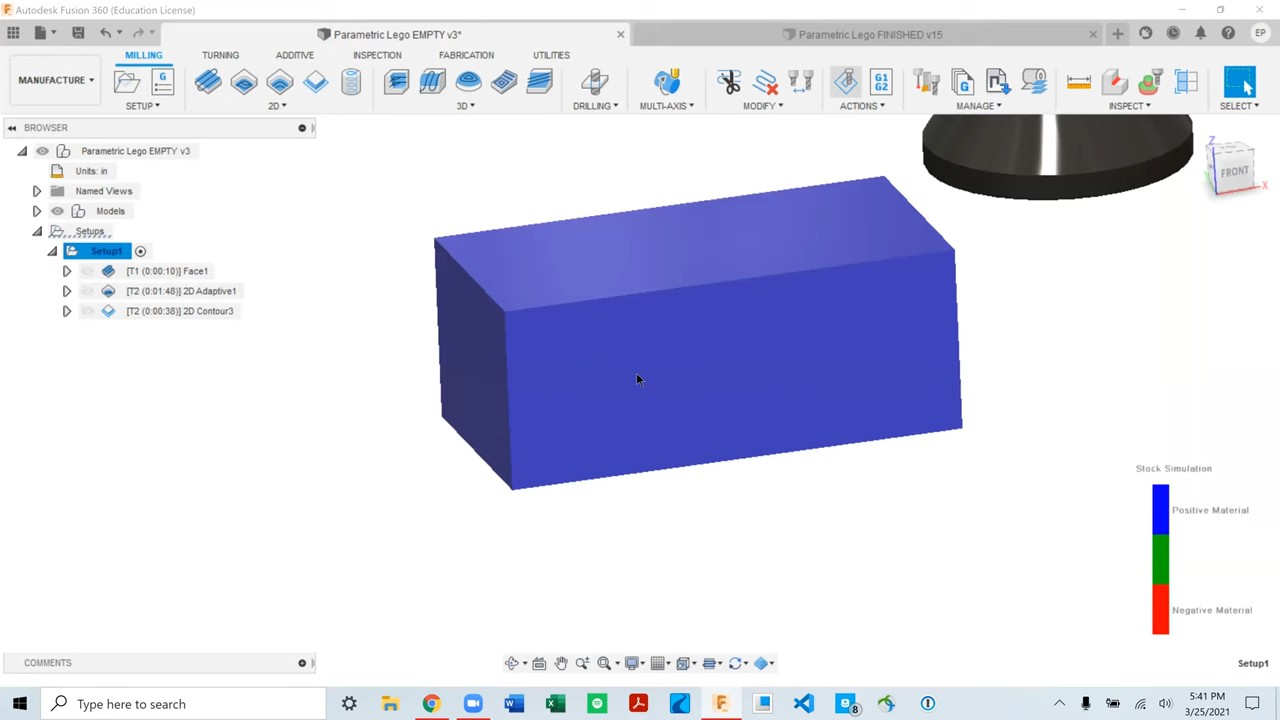 Autodesk Fusion 360 (Education License)
Parametric Lego EMPTY v3*
Parametric Lego FINISHED v15
EP
MILLING TURNING ADDITIVE INSPECTION FABRICATION UTILITIES
MANUFACTURE
G
G1
G2
SETUP 2D 3D DRILLING MULTI-AXIS MODIFY ACTIONS MANAGE INSPECT SELECT
BROWSER
Parametric Lego EMPTY v3
Units: in
Named Views
Models
Setups
Setup1
[T1 (0:00:10)] Face1
[T2 (0:01:48)] 2D Adaptive1
[T2 (0:00:38)] 2D Contour3
Z
FRONT
X
Stock Simulation
Positive Material
Negative Material
COMMENTS
Setup1
Type here to search
8
5:41 PM
3/25/2021